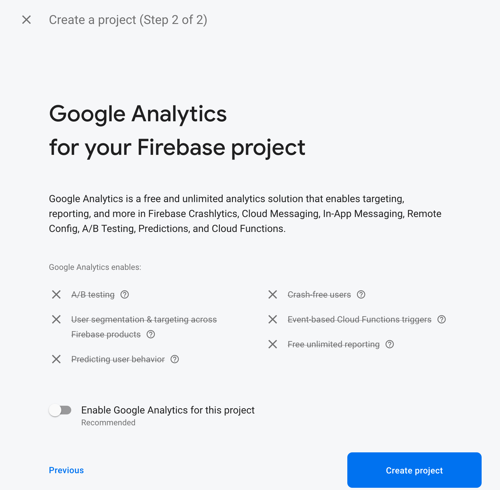 Create a project (Step 2 of 2)
Google Analytics
for your Firebase project
Google Analytics is a free and unlimited analytics solution that enables targeting,
reporting, and more in Firebase Crashlytics, Cloud Messaging, In-App Messaging, Remote
Config, A/B Testing, Predictions, and Cloud Functions.
Google Analytics enables:
A/B testing
User segmentation & targeting across
Firebase products
Predicting user behavior
Crash-free users
Event-based Cloud Functions triggers
Free unlimited reporting
Enable Google Analytics for this project
Recommended
Previous
Create project